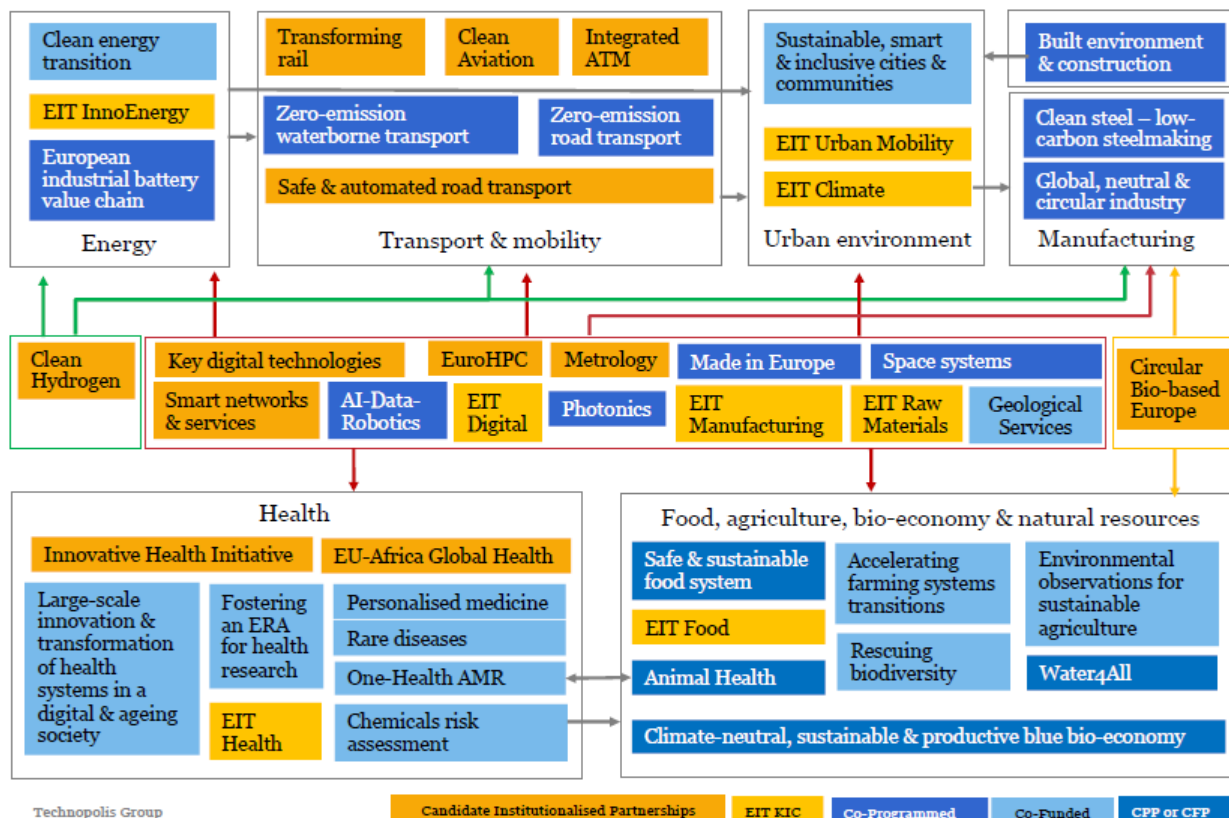 Clean energy
transition
EIT InnoEnergy
European
industrial battery
value chain
Energy
Transforming
rail
Clean
Aviation
Integrated
ATM
Zero-emission
waterborne transport
Zero-emission
road transport
Safe & automated road transport
Transport & mobility
Sustainable, smart
& inclusive cities &
communities
EIT Urban Mobility
EIT Climate
Urban environment
Built environment
& construction
Clean steel – low-
carbon steelmaking
Global, neutral &
circular industry
Manufacturing
Clean
Hydrogen
Key digital technologies
EuroHPC
Metrology
Made in Europe
Space systems
Smart networks
& services
AI-Data-
Robotics
EIT
Digital
Photonics
EIT
Manufacturing
EIT Raw
Materials
Geological
Services
Circular
Bio-based
Europe
Health
Innovative Health Initiative
EU-Africa Global Health
Large-scale
innovation &
transformation
of health
systems in a
digital & ageing
society
Fostering
an ERA
for health
research
EIT
Health
Personalised medicine
Rare diseases
One-Health AMR
Chemicals risk
assessment
Food, agriculture, bio-economy & natural resources
Safe & sustainable
food system
EIT Food
Animal Health
Accelerating
farming systems
transitions
Rescuing
biodiversity
Environmental
observations for
sustainable
agriculture
Water4All
Climate-neutral, sustainable & productive blue bio-economy
Technopolis Group
Candidate Institutionalised Partnerships
EIT KIC
Co-Programmed
Co-Funded
CPP or CFP